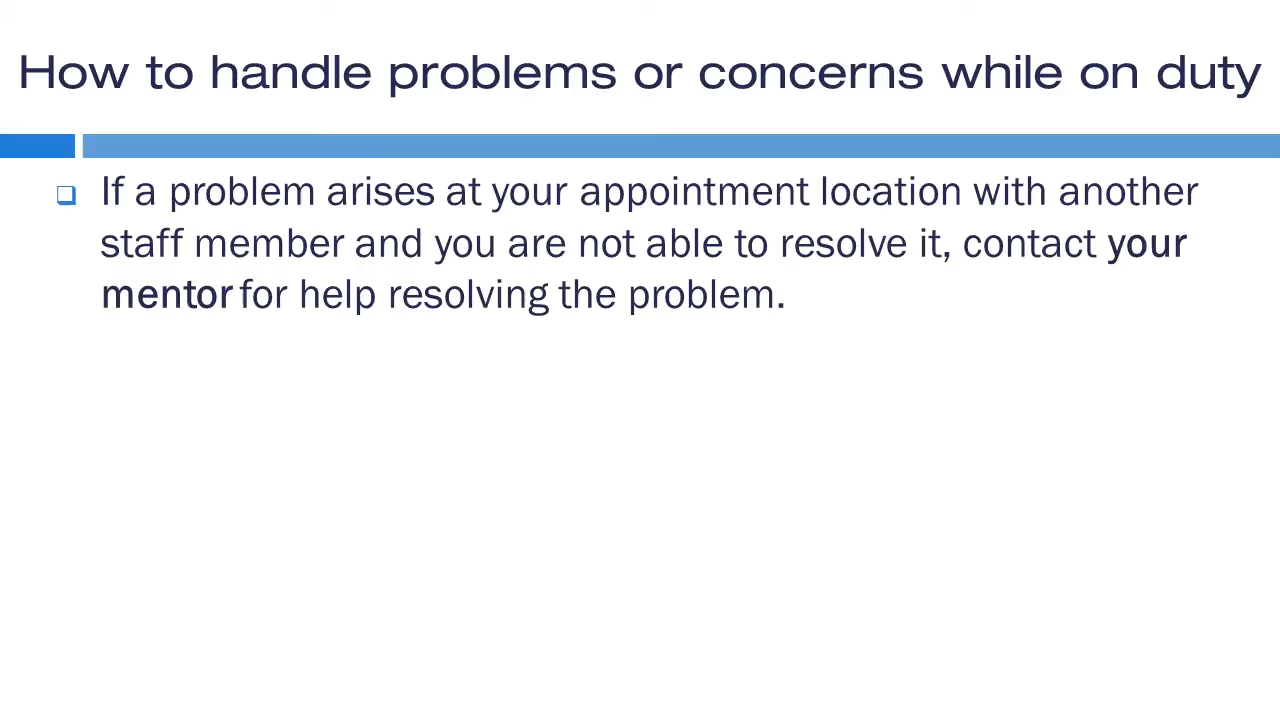 How to handle problems or concerns while on duty
If a problem arises at your appointment location with another
staff member and you are not able to resolve it, contact your
mentor for help resolving the problem.